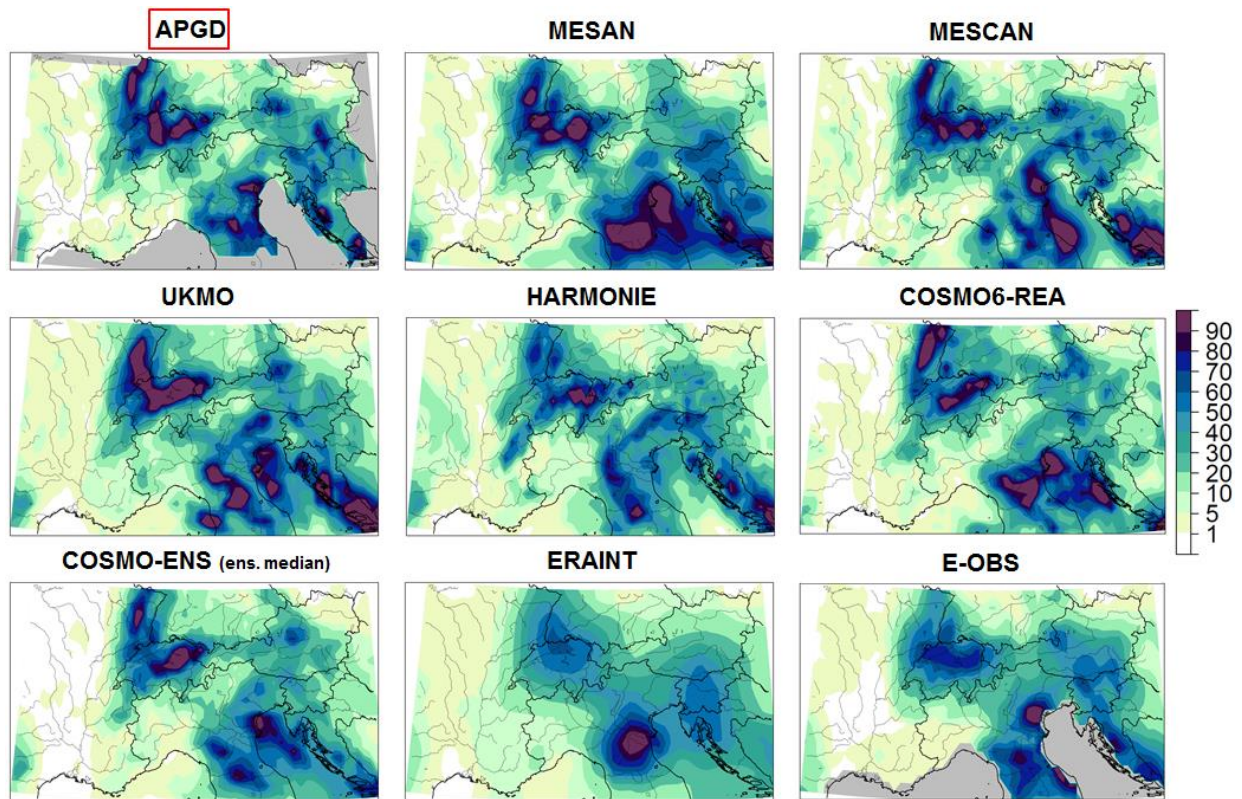 APGD
MESAN
MESCAN
UKMO
HARMONIE
COSMO6-REA
90
80
70
60
50
40
30
20
10
5
1
COSMO-ENS (ens. median)
ERAINT
E-OBS